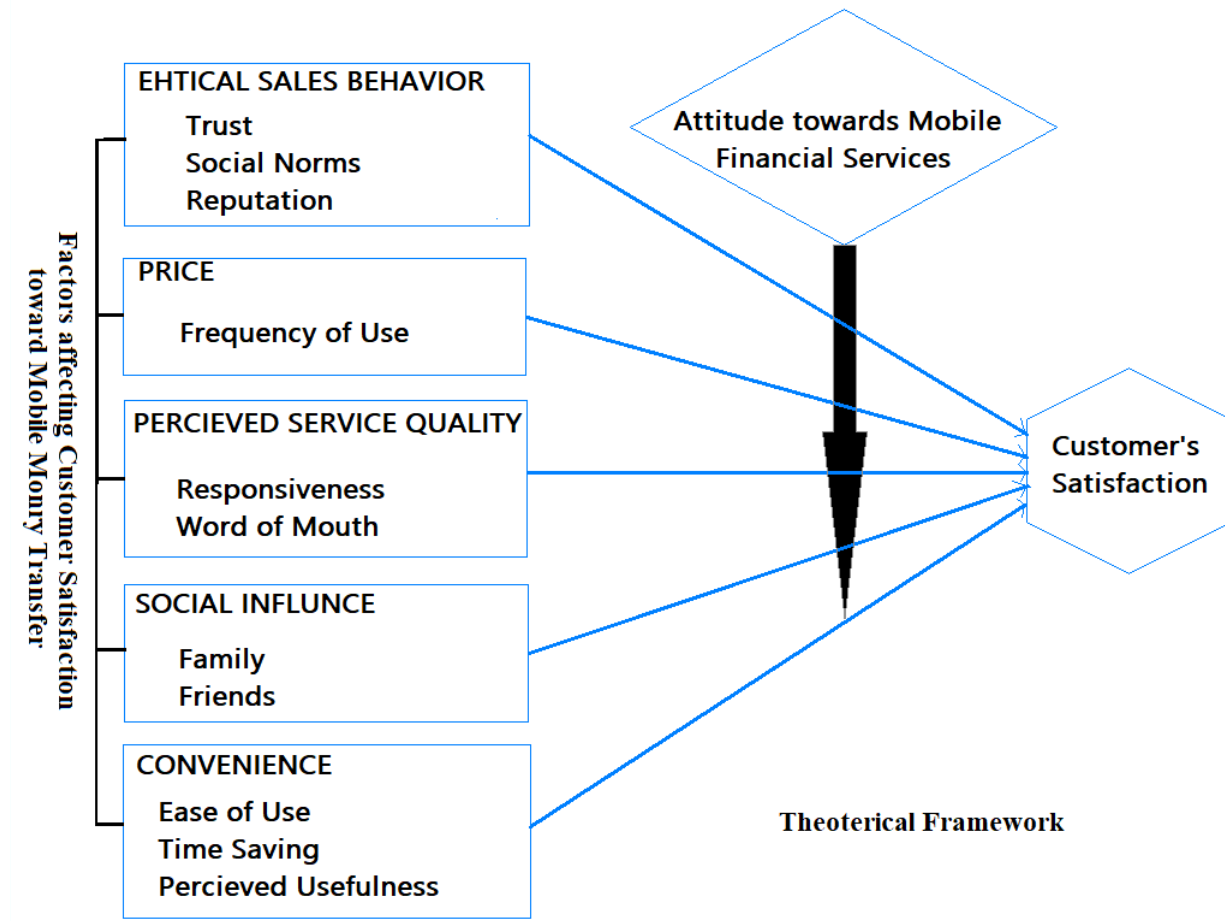 EHTICAL SALES BEHAVIOR
Trust
Social Norms
Reputation
PRICE
Frequency of Use
PERCIEVED SERVICE QUALITY
Responsiveness
Word of Mouth
SOCIAL INFLUNCE
Family
Friends
CONVENIENCE
Ease of Use
Time Saving
Percieved Usefulness
Factors affecting Customer Satisfaction
toward Mobile Monry Transfer
Attitude towards Mobile
Financial Services
Customer's
Satisfaction
Theoterical Framework